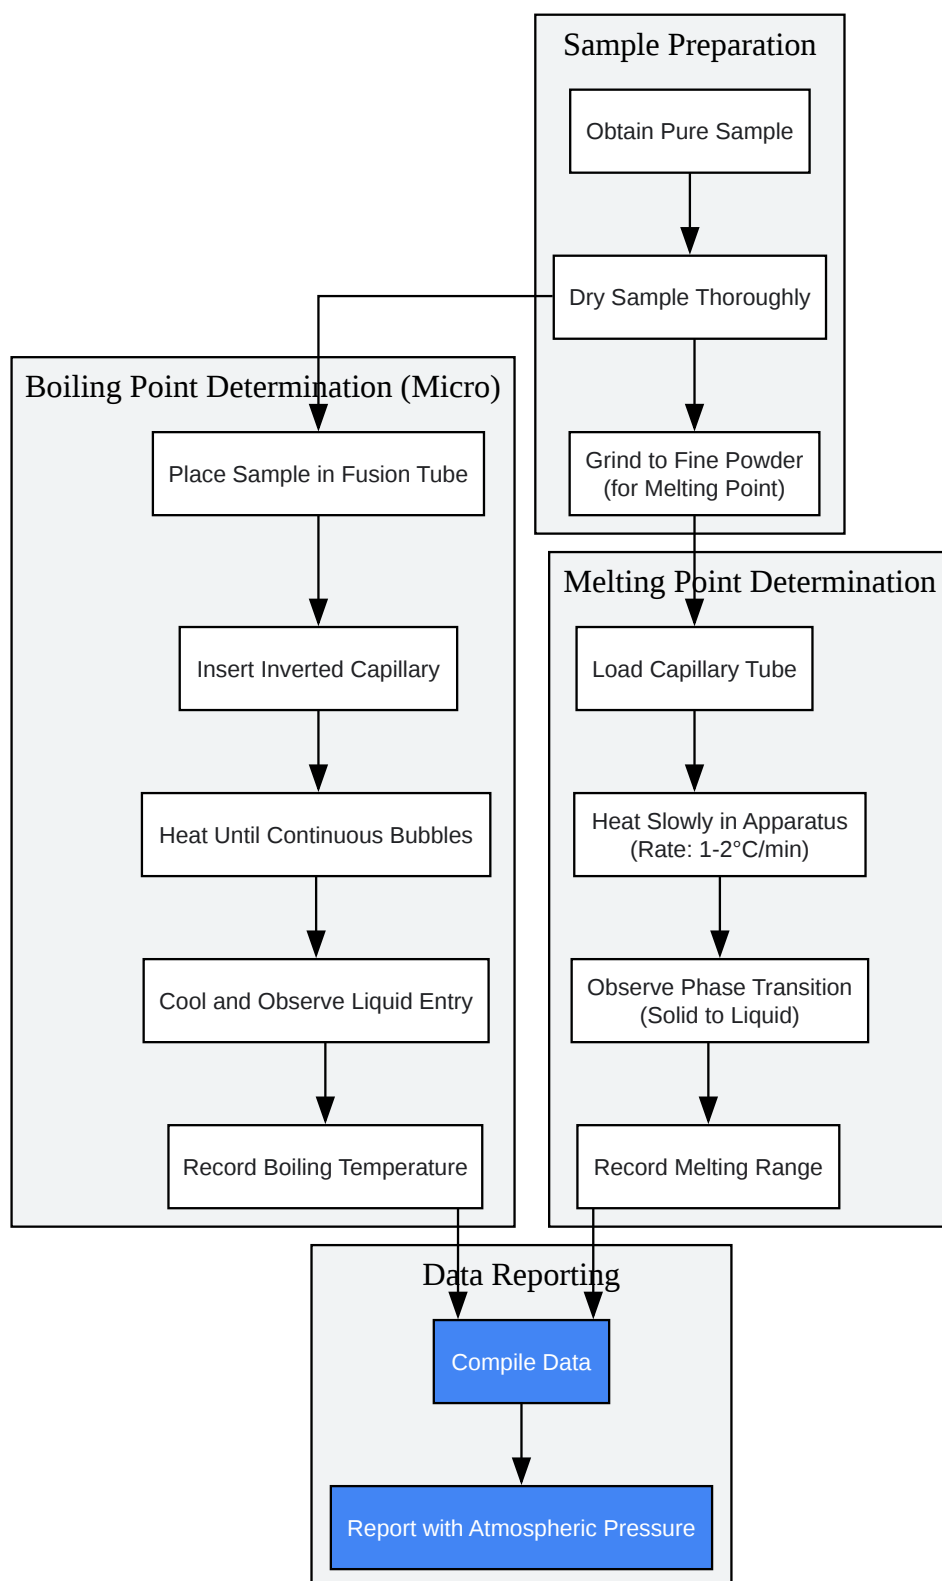 Sample Preparation
Obtain Pure Sample
Dry Sample Thoroughly
Grind to Fine Powder
(for Melting Point)
Boiling Point Determination (Micro)
Place Sample in Fusion Tube
Insert Inverted Capillary
Heat Until Continuous Bubbles
Cool and Observe Liquid Entry
Record Boiling Temperature
Melting Point Determination
Load Capillary Tube
Heat Slowly in Apparatus
(Rate: 1-2°C/min)
Observe Phase Transition
(Solid to Liquid)
Record Melting Range
Data Reporting
Compile Data
Report with Atmospheric Pressure